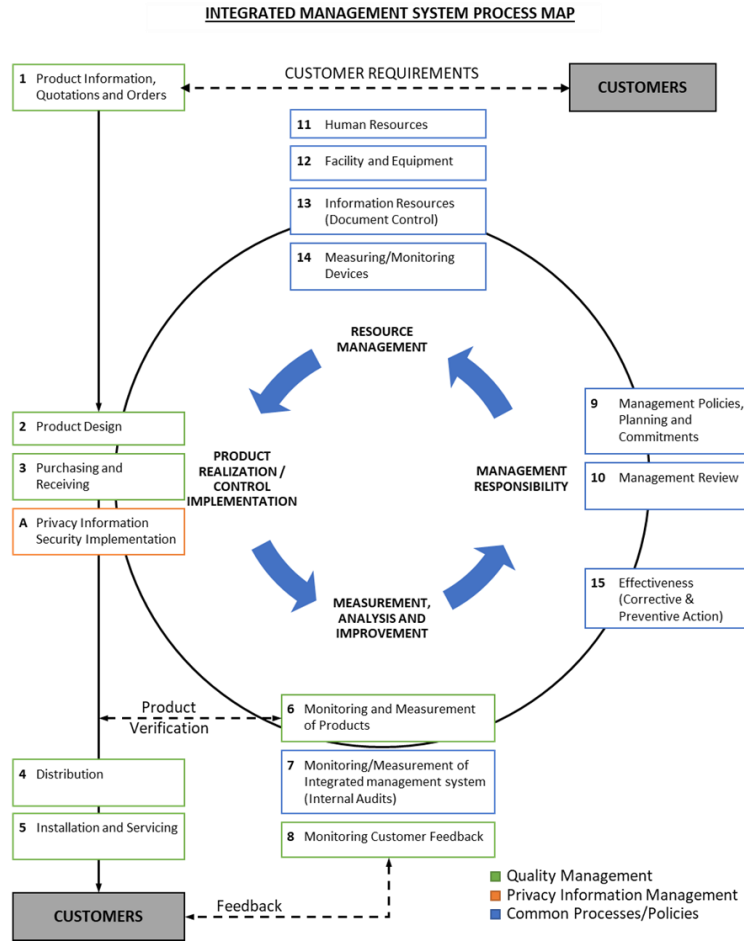 INTEGRATED MANAGEMENT SYSTEM PROCESS MAP
1 Product Information,
Quotations and Orders
CUSTOMER REQUIREMENTS
CUSTOMERS
11 Human Resources
12 Facility and Equipment
13 Information Resources
(Document Control)
14 Measuring/Monitoring
Devices
RESOURCE
MANAGEMENT
2 Product Design
3 Purchasing and
Receiving
A Privacy Information
Security Implementation
PRODUCT
REALIZATION /
CONTROL
IMPLEMENTATION
MANAGEMENT
RESPONSIBILITY
9 Management Policies,
Planning and
Commitments
10 Management Review
15 Effectiveness
(Corrective &
Preventive Action)
MEASUREMENT,
ANALYSIS AND
IMPROVEMENT
Product
Verification
6 Monitoring and Measurement
of Products
7 Monitoring/Measurement of
Integrated management system
(Internal Audits)
8 Monitoring Customer Feedback
4 Distribution
5 Installation and Servicing
CUSTOMERS
Feedback
Quality Management
Privacy Information Management
Common Processes/Policies